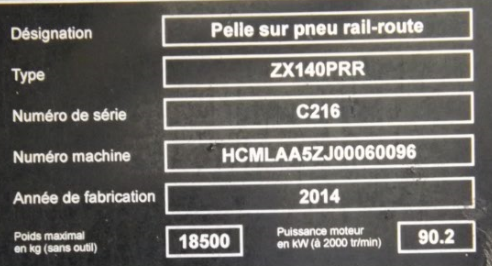 Désignation Pelle sur pneu rail-route
Type ZX140PRR
Numéro de série C216
Numéro machine HCMLAA5ZJ00060096
Année de fabrication 2014
Poids maximal
en kg (sans outil) 18500
Puissance moteur
en kW (à 2000 tr/min) 90.2